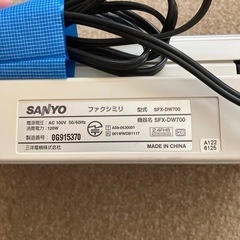 SANYO ファクシミリ 型式 SFX-DW700
電源電圧 AC 100V 50/60Hz 機器名 SFX-DW700
消費電力 120W
製造番号 0G915370
三洋電機株式会社 MADE IN CHINA
A122
6125